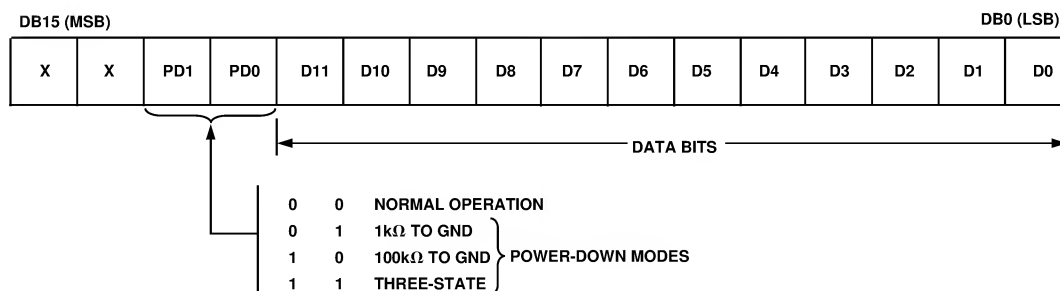 DB15 (MSB) DB0 (LSB)
X X PD1 PD0 D11 D10 D9 D8 D7 D6 D5 D4 D3 D2 D1 D0
DATA BITS
0 0 NORMAL OPERATION
0 1 1kΩ TO GND
1 0 100kΩ TO GND POWER-DOWN MODES
1 1 THREE-STATE